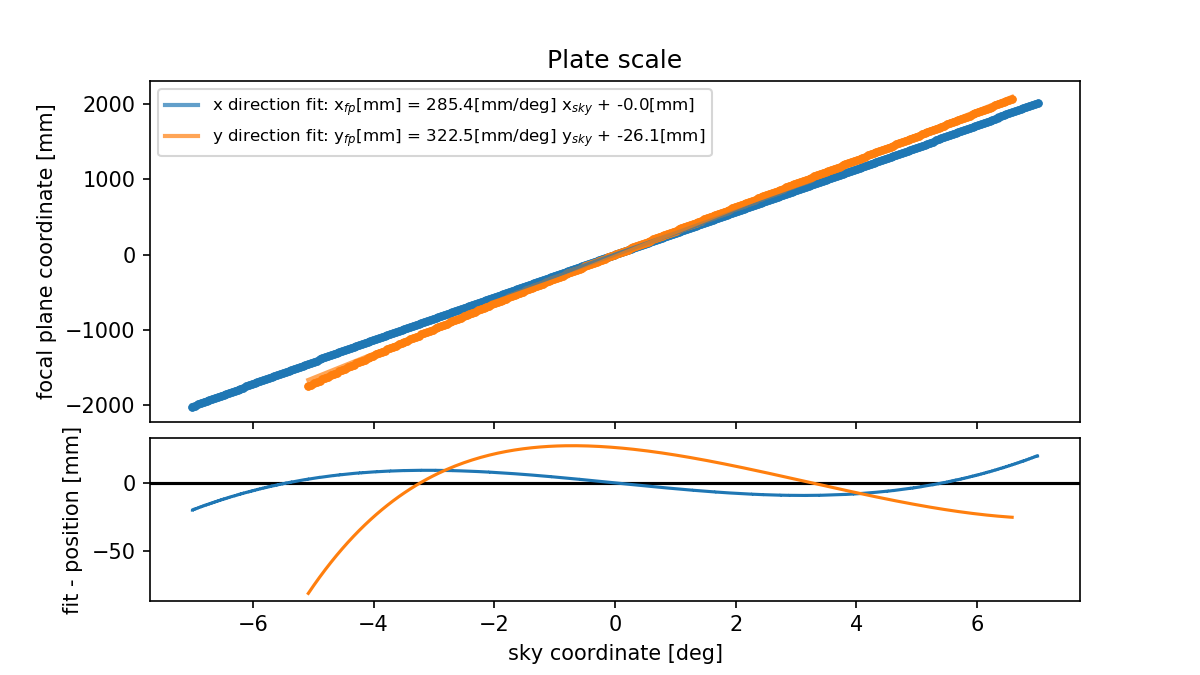 Plate scale
x direction fit: x_fp[mm] = 285.4[mm/deg] x_sky + -0.0[mm]
y direction fit: y_fp[mm] = 322.5[mm/deg] y_sky + -26.1[mm]
focal plane coordinate [mm]
2000
1000
0
−1000
−2000
fit - position [mm]
0
−50
−6 −4 −2 0 2 4 6
sky coordinate [deg]